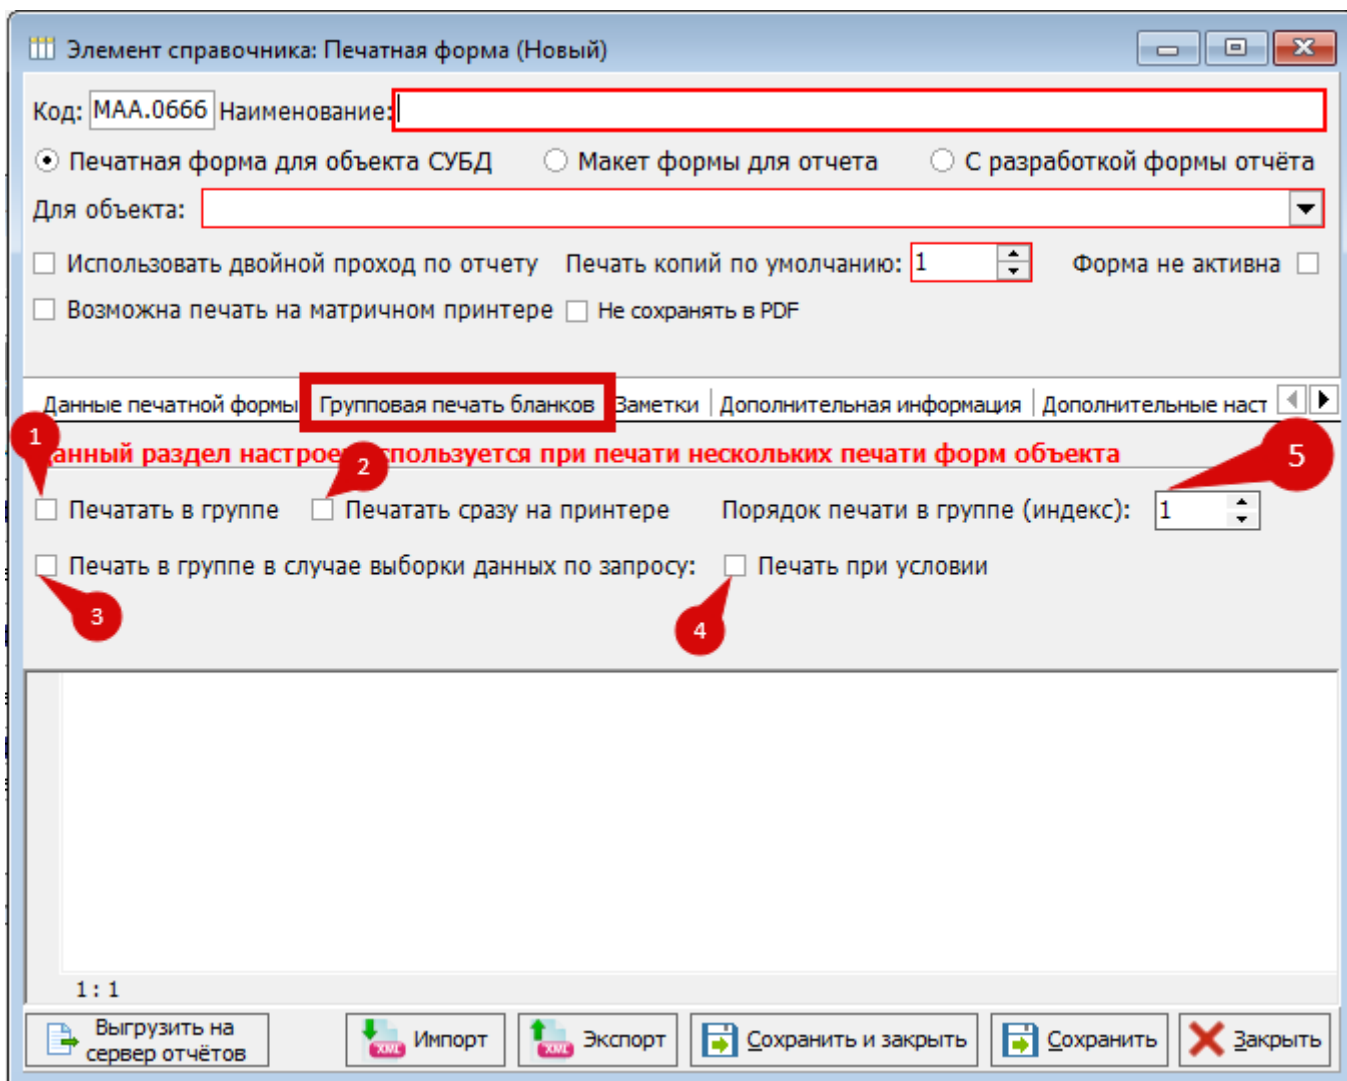 Элемент справочника: Печатная форма (Новый)
Код: МАА.0666 Наименование:
Печатная форма для объекта СУБД Макет формы для отчета С разработкой формы отчёта
Для объекта:
Использовать двойной проход по отчету Печать копий по умолчанию: 1 Форма не активна
Возможна печать на матричном принтере Не сохранять в PDF
Данные печатной формы Групповая печать бланков Заметки Дополнительная информация Дополнительные наст
1 2 5
раздел используется при печати нескольких печати форм объекта
Печатать в группе Печатать сразу на принтере Порядок печати в группе (индекс): 1
Печать в группе в случае выборки данных по запросу: Печать при условии
3 4
1: 1
Выгрузить на сервер отчётов Импорт Экспорт Сохранить и закрыть Сохранить Закрыть